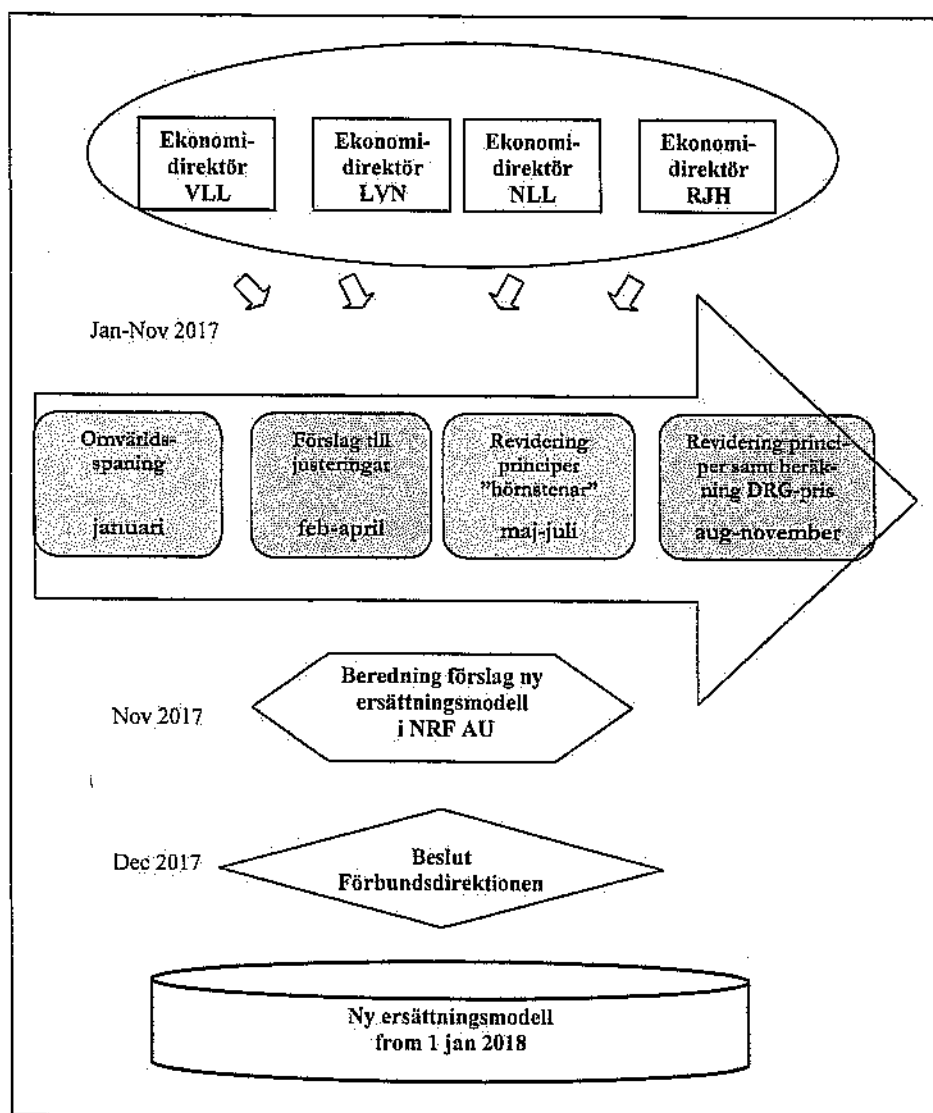 Ekonomi-
direktör
VLL
Ekonomi-
direktör
LVN
Ekonomi-
direktör
NLL
Ekonomi-
direktör
RJH
Jan-Nov 2017
Omvärlds-
spaning
januari
Förslag till
justeringar
feb-april
Revidering
principer
"hörnstenar"
maj-juli
Revidering princi-
per samt beräk-
ning DRG-pris
aug-november
Nov 2017
Beredning förslag ny
ersättningsmodell
i NRF AU
Dec 2017
Beslut
Förbundsdirektionen
Ny ersättningsmodell
from 1 jan 2018